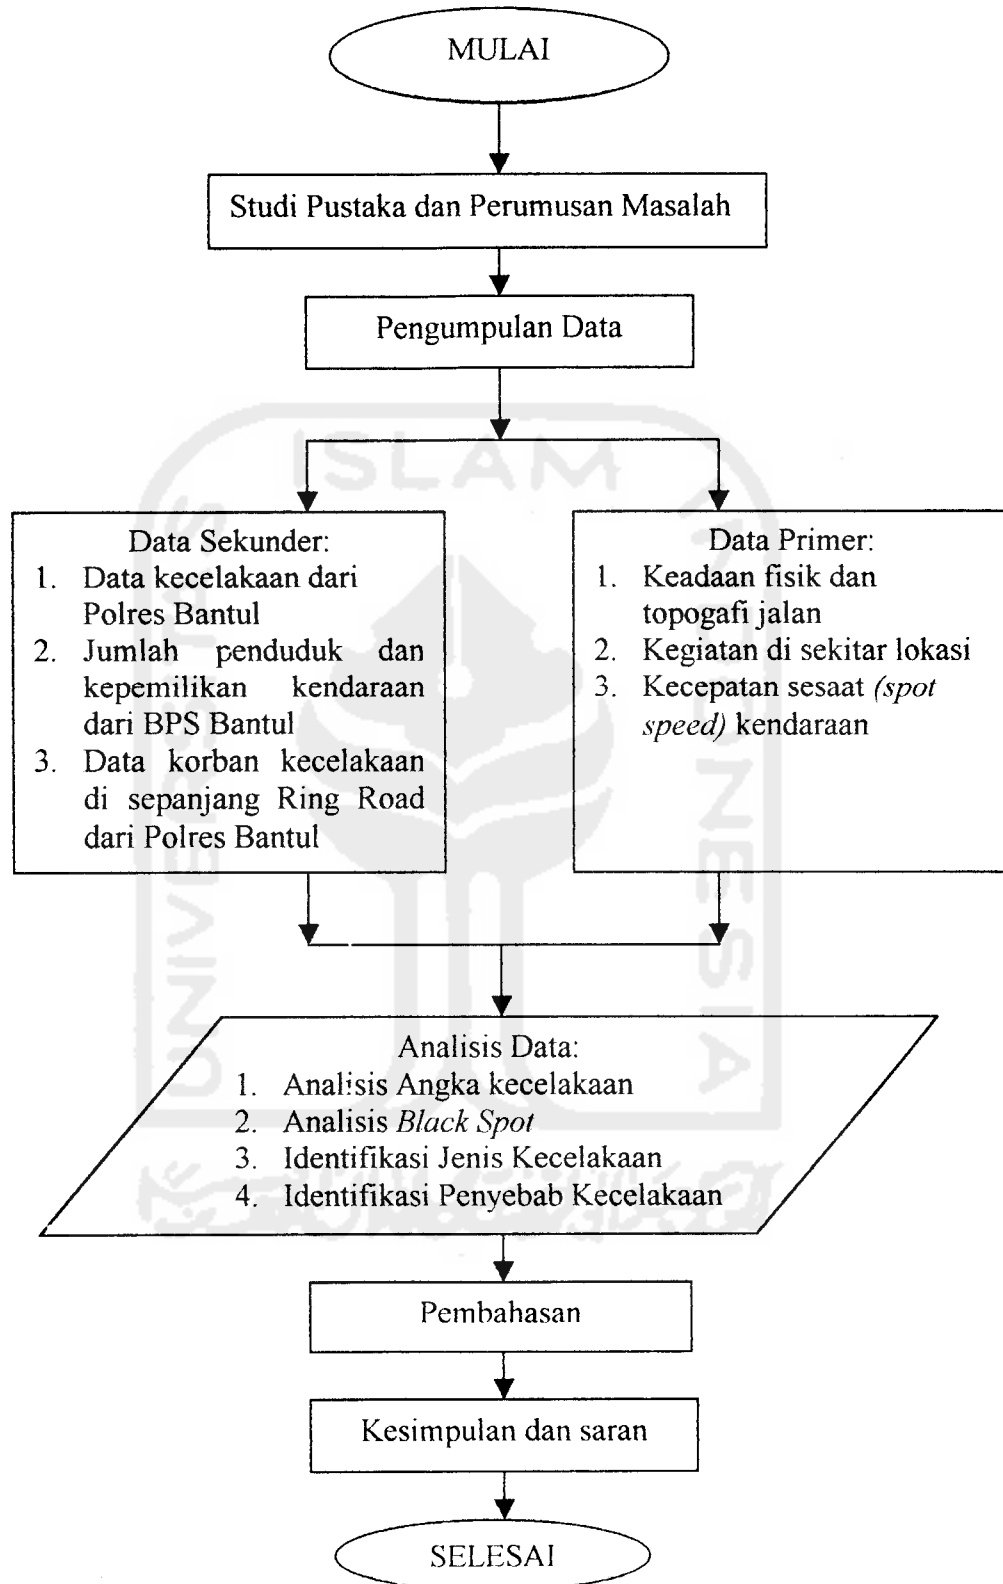 MULAI
Studi Pustaka dan Perumusan Masalah
Pengumpulan Data
Data Sekunder:
1. Data kecelakaan dari
Polres Bantul
2. Jumlah penduduk dan
kepemilikan kendaraan
dari BPS Bantul
3. Data korban kecelakaan
di sepanjang Ring Road
dari Polres Bantul
Data Primer:
1. Keadaan fisik dan
topogafi jalan
2. Kegiatan di sekitar lokasi
3. Kecepatan sesaat (spot
speed) kendaraan
Analisis Data:
1. Analisis Angka kecelakaan
2. Analisis Black Spot
3. Identifikasi Jenis Kecelakaan
4. Identifikasi Penyebab Kecelakaan
Pembahasan
Kesimpulan dan saran
SELESAI
UNIVERSITAS
ISLAM
INDONESIA